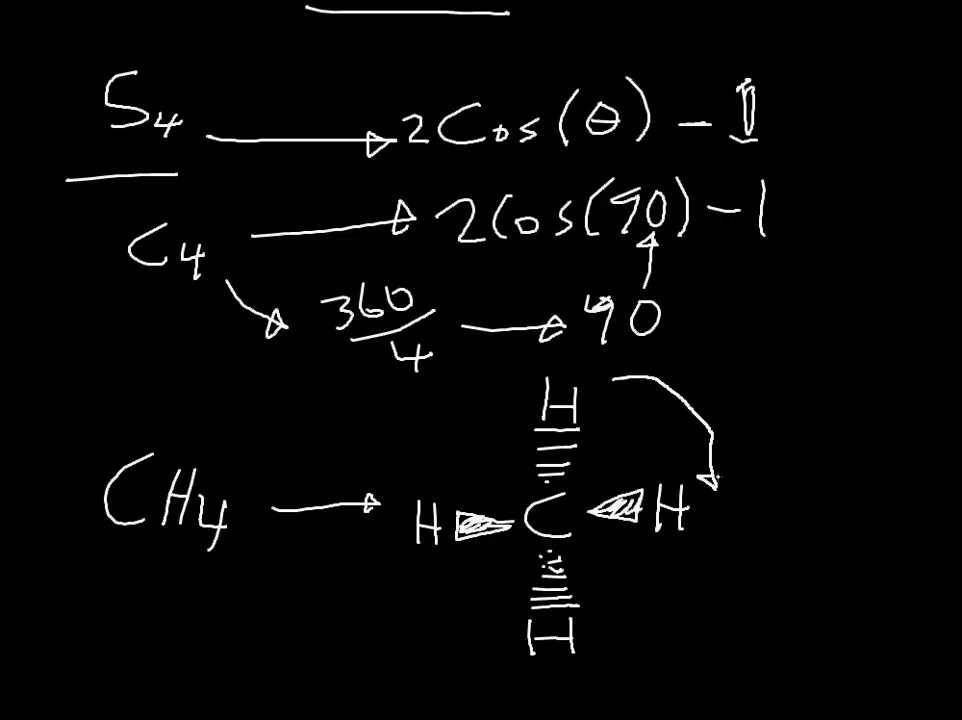 S4 → 2Cos(θ) - 1
C4 → 2Cos(90) - 1
360/4 → 90
H
CH4 → H C H
H